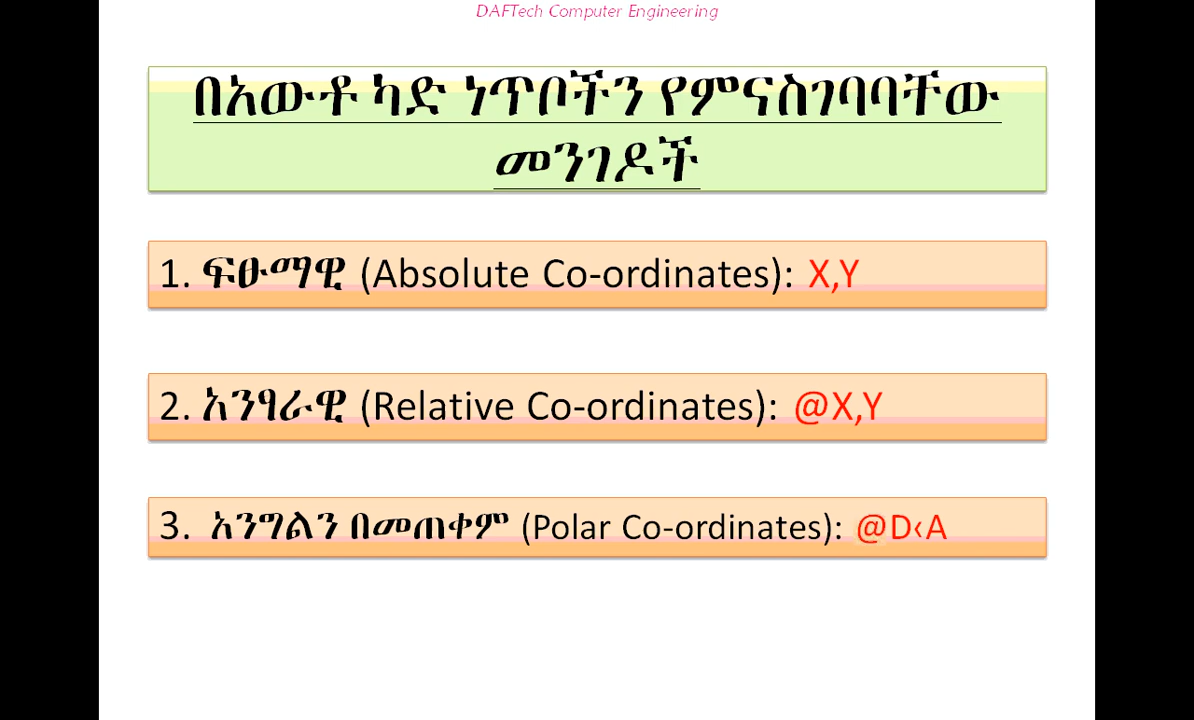 DAFTech Computer Engineering
በአውቶ ካድ ነጥቦችን የምናስገባባቸው
መንገዶች
1. ፍፁማዊ (Absolute Co-ordinates): X,Y
2. አንፃራዊ (Relative Co-ordinates): @X,Y
3. አንግልን በመጠቀም (Polar Co-ordinates): @D‹A